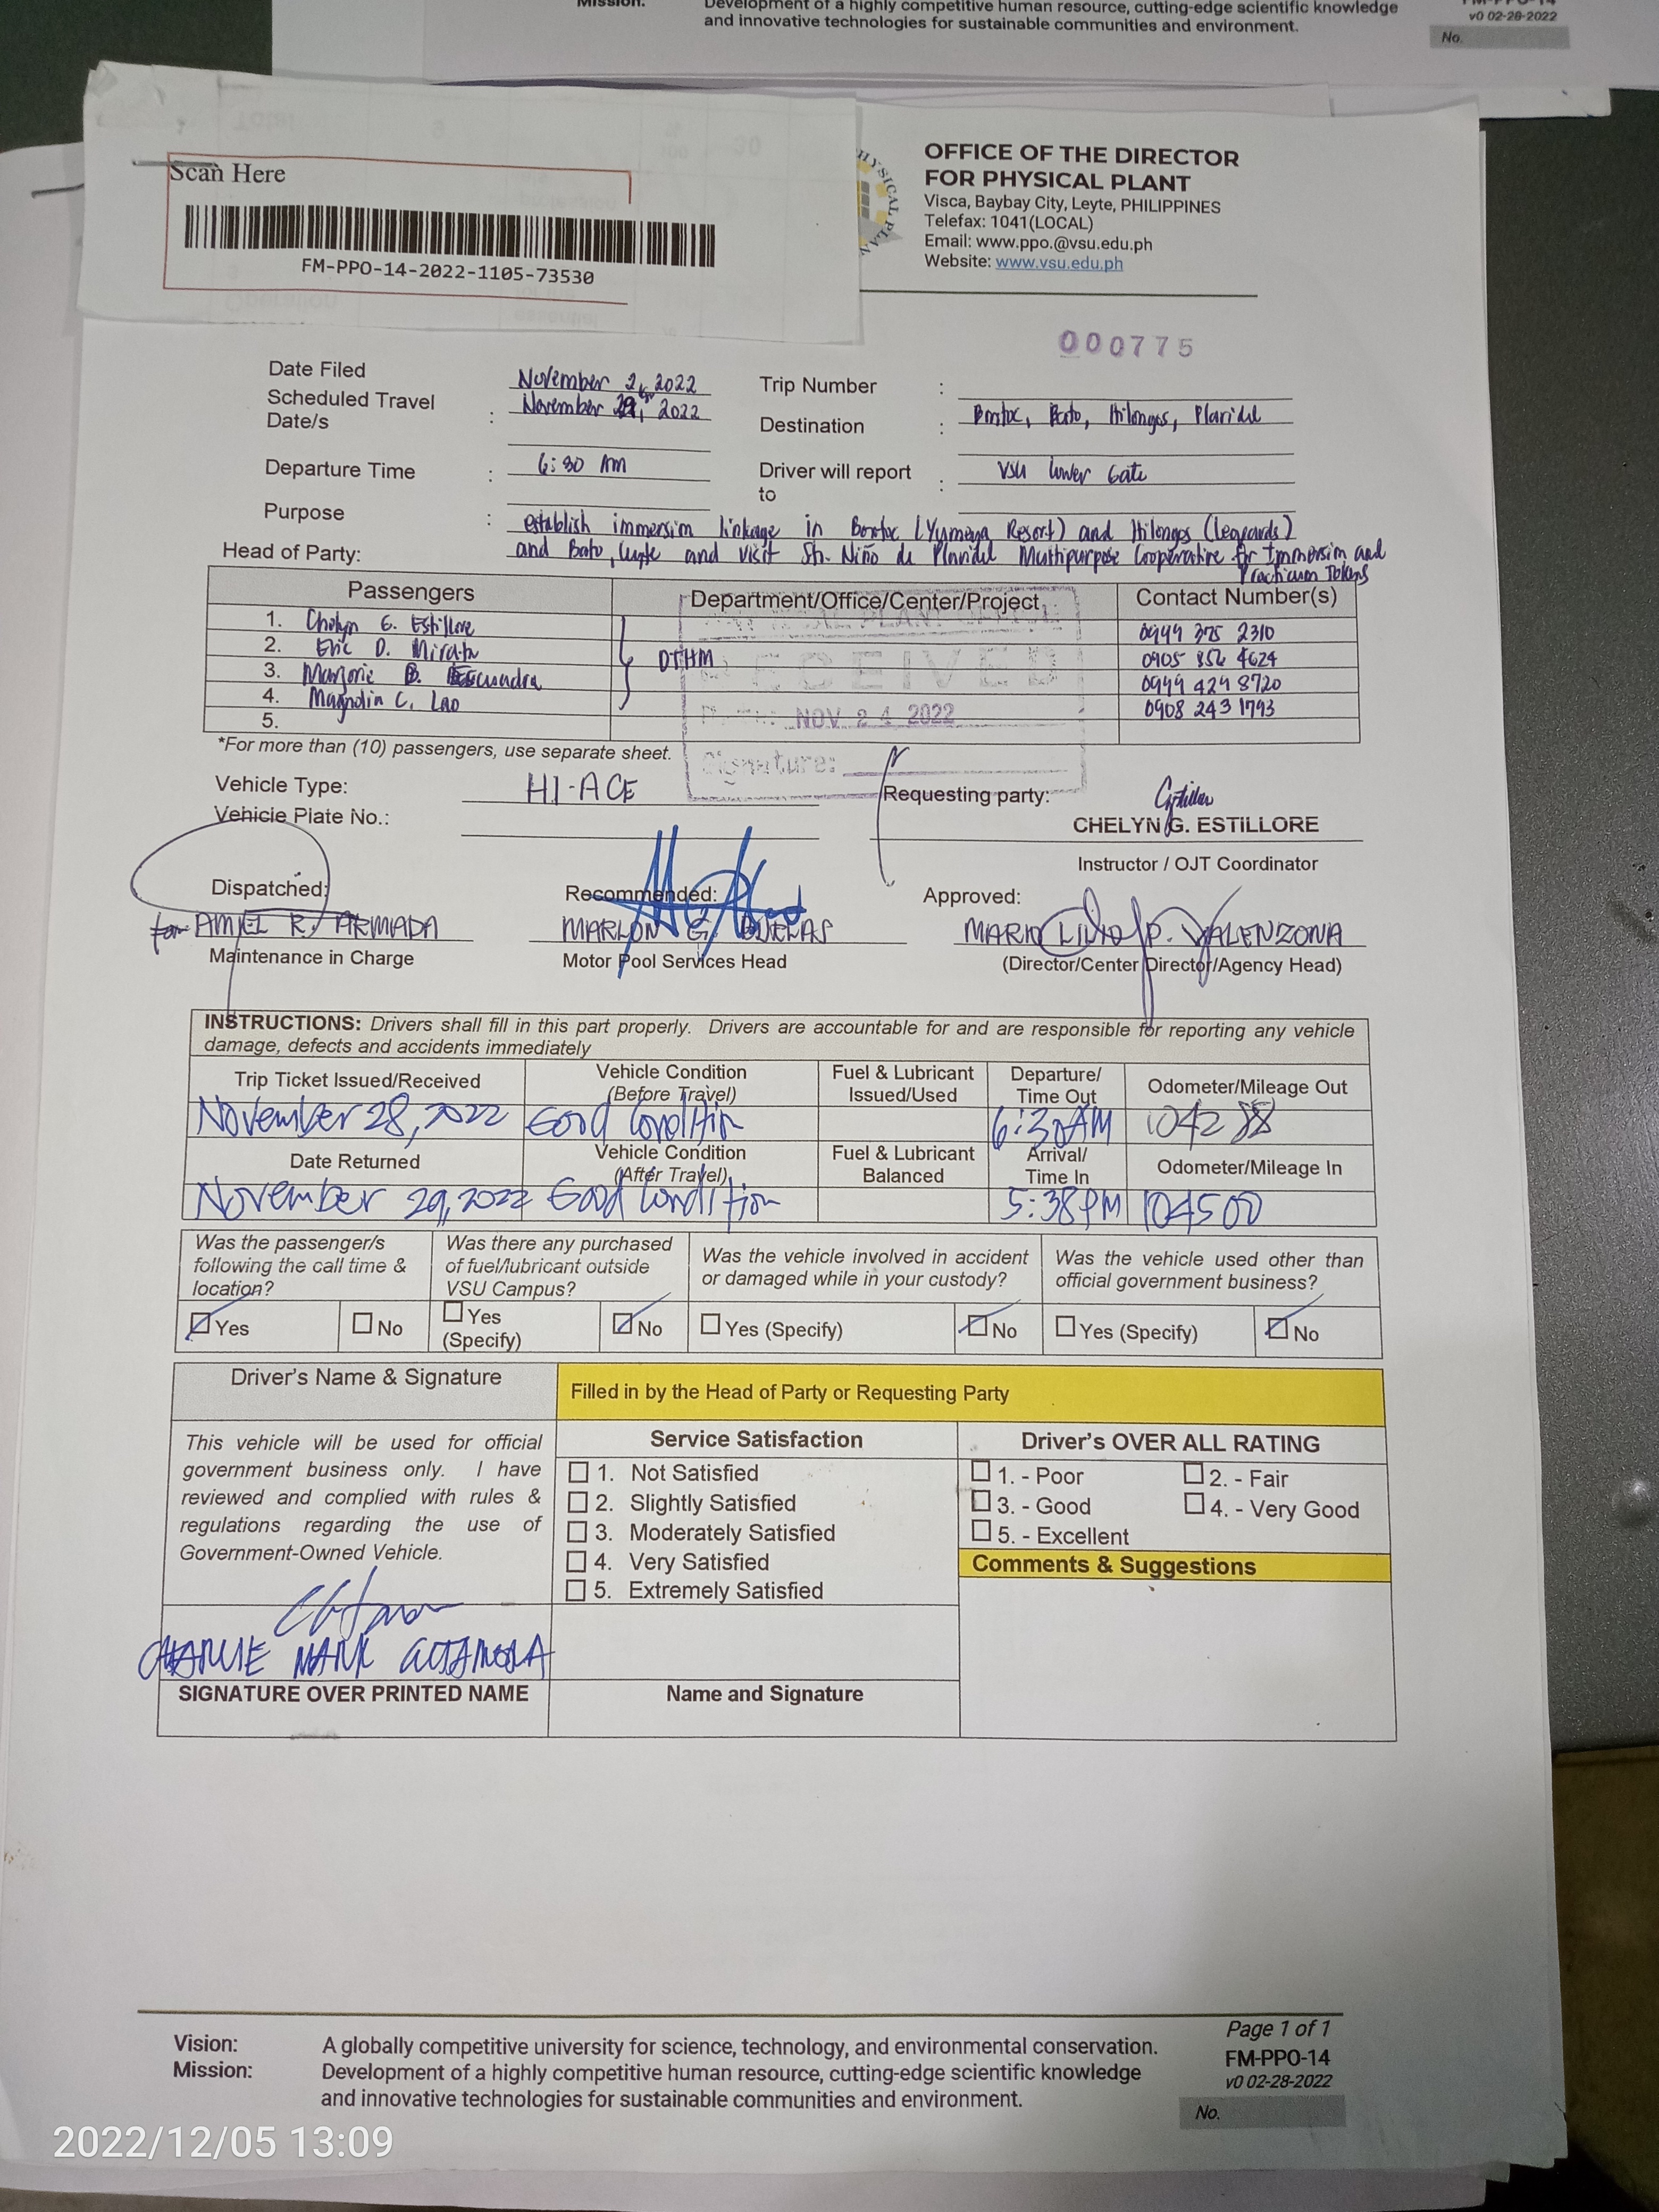 Mission: Development of a highly competitive human resource, cutting-edge scientific knowledge
and innovative technologies for sustainable communities and environment.
v0 02-28-2022
No.
Scan Here
FM-PPO-14-2022-1105-73530
OFFICE OF THE DIRECTOR
FOR PHYSICAL PLANT
Visca, Baybay City, Leyte, PHILIPPINES
Telefax: 1041(LOCAL)
Email: www.ppo.@vsu.edu.ph
Website: www.vsu.edu.ph
000775
Date Filed November 2, 2022
Trip Number :
Scheduled Travel Date/s : November 29, 2022
Destination : Bontoc, Bato, Hilongos, Plaridel
Departure Time : 6:30 AM
Driver will report to : VSU Lower Gate
Purpose : establish immersion linkage in Bontoc (Yumena Resort) and Hilongos (Leopards)
Head of Party: and Bato, Leyte and visit Sto. Niño de Plaridel Multipurpose Cooperative for Immersion and
Practicum Tokens
Passengers Department/Office/Center/Project Contact Number(s)
1. Chelyn G. Estillore 0949 375 2310
2. Eric D. DTHM 0905 856 4624
3. Marjorie B. Escuadra 0949 424 8720
4. Magnolia C. Lao 0908 243 1793
5.
RECEIVED
NOV 24 2022
Signature:
*For more than (10) passengers, use separate sheet.
Vehicle Type: HI-ACE
Requesting party:
Vehicle Plate No.:
CHELYN G. ESTILLORE
Instructor / OJT Coordinator
Dispatched: Recommended: Approved:
for AMIEL R. ARMADA MARLON G. BURLAS MARIO LILIO P. VALENZONA
Maintenance in Charge Motor Pool Services Head (Director/Center Director/Agency Head)
INSTRUCTIONS: Drivers shall fill in this part properly. Drivers are accountable for and are responsible for reporting any vehicle
damage, defects and accidents immediately
Trip Ticket Issued/Received Vehicle Condition (Before Travel) Fuel & Lubricant Issued/Used Departure/ Time Out Odometer/Mileage Out
November 28, 2022 Good Condition 6:30AM 104288
Date Returned Vehicle Condition (After Travel) Fuel & Lubricant Balanced Arrival/ Time In Odometer/Mileage In
November 29, 2022 Good Condition 5:38PM 104500
Was the passenger/s following the call time & location? Was there any purchased of fuel/lubricant outside VSU Campus? Was the vehicle involved in accident or damaged while in your custody? Was the vehicle used other than official government business?
Yes No Yes (Specify) No Yes (Specify) No Yes (Specify) No
Driver's Name & Signature
Filled in by the Head of Party or Requesting Party
This vehicle will be used for official
government business only. I have
reviewed and complied with rules &
regulations regarding the use of
Government-Owned Vehicle.
CHARLIE MARK
SIGNATURE OVER PRINTED NAME
Service Satisfaction
1. Not Satisfied
2. Slightly Satisfied
3. Moderately Satisfied
4. Very Satisfied
5. Extremely Satisfied
Name and Signature
Driver's OVER ALL RATING
1. - Poor 2. - Fair
3. - Good 4. - Very Good
5. - Excellent
Comments & Suggestions
Vision: A globally competitive university for science, technology, and environmental conservation.
Mission: Development of a highly competitive human resource, cutting-edge scientific knowledge
and innovative technologies for sustainable communities and environment.
Page 1 of 1
FM-PPO-14
v0 02-28-2022
No.
2022/12/05 13:09